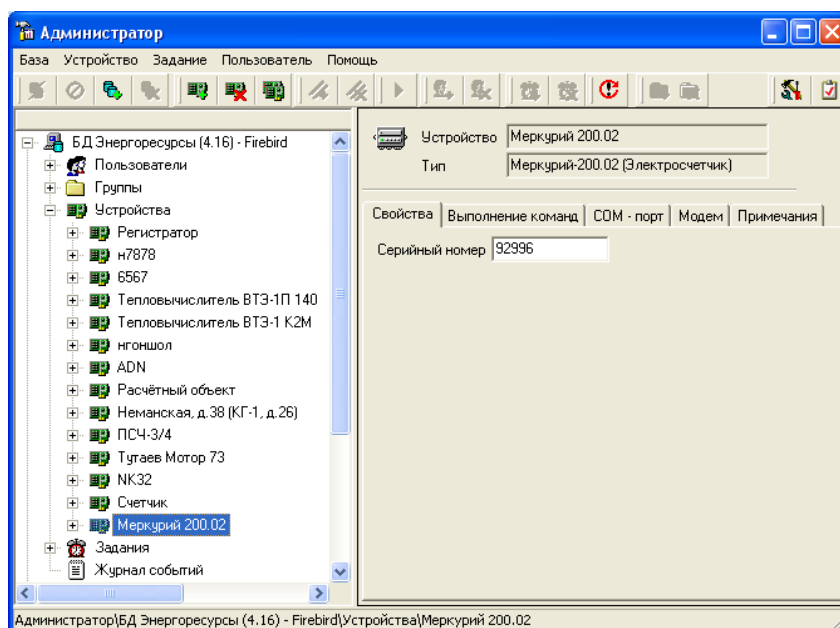 Администратор
База Устройство Задание Пользователь Помощь
БД Энергоресурсы (4.16) - Firebird
Пользователи
Группы
Устройства
Регистратор
н7878
6567
Тепловычислитель ВТЭ-1П 140
Тепловычислитель ВТЭ-1 К2М
нгоншол
ADN
Расчётный объект
Неманская, д.38 (КГ-1, д.26)
ПСЧ-3/4
Тутаев Мотор 73
NK32
Счетчик
Меркурий 200.02
Задания
Журнал событий
Устройство Меркурий 200.02
Тип Меркурий-200.02 (Электросчетчик)
Свойства Выполнение команд COM - порт Модем Примечания
Серийный номер 92996
Администратор\БД Энергоресурсы (4.16) - Firebird\Устройства\Меркурий 200.02